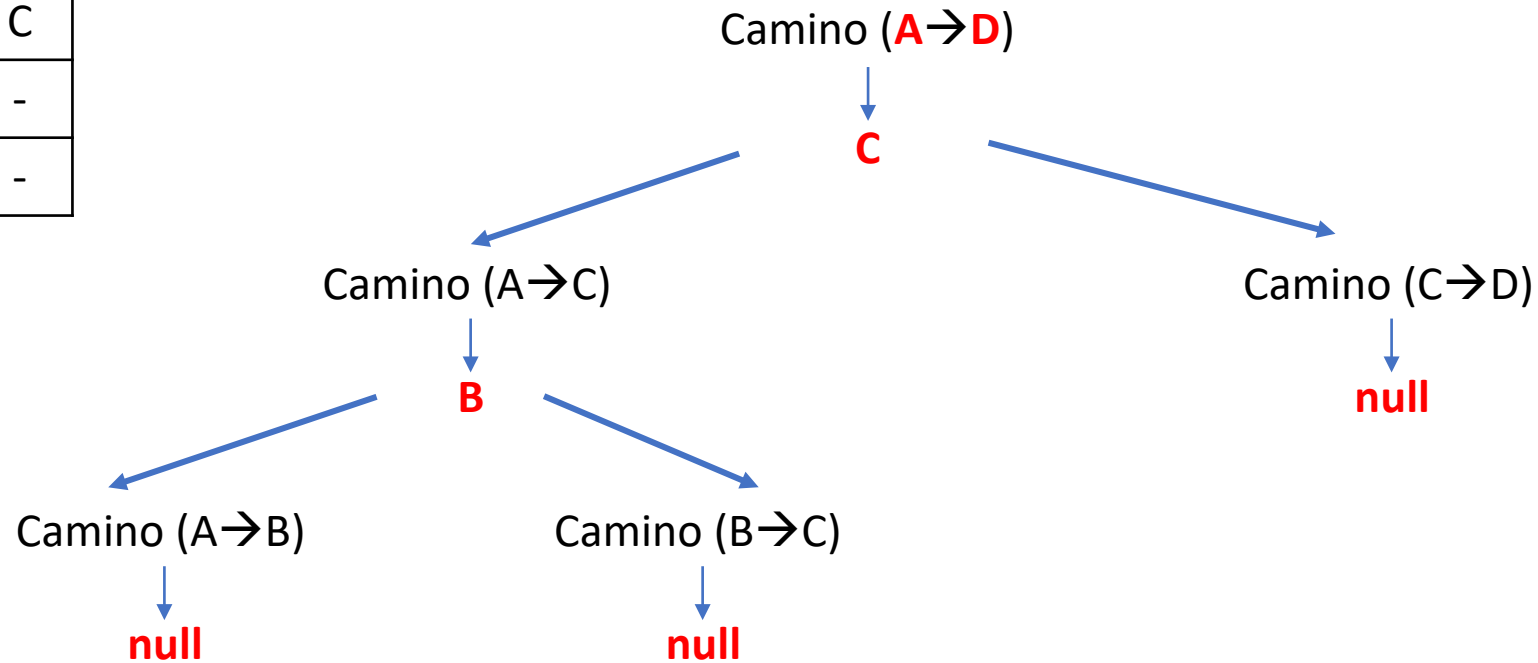 C
-
-
Camino (A→D)
C
Camino (A→C)
Camino (C→D)
B
null
Camino (A→B)
Camino (B→C)
null
null